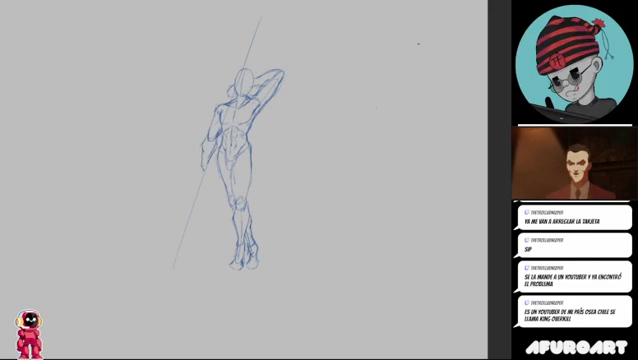 YA ME VAN A ARREGLAR LA TARJETA
SIP
SE LA MANDE A UN YOUTUBER Y YA ENCONTRÓ
EL PROBLEMA
ES UN YOUTUBER DE MI PAÍS OSEA CHILE SE
LLAMA KING OVERKILL
AFUROART